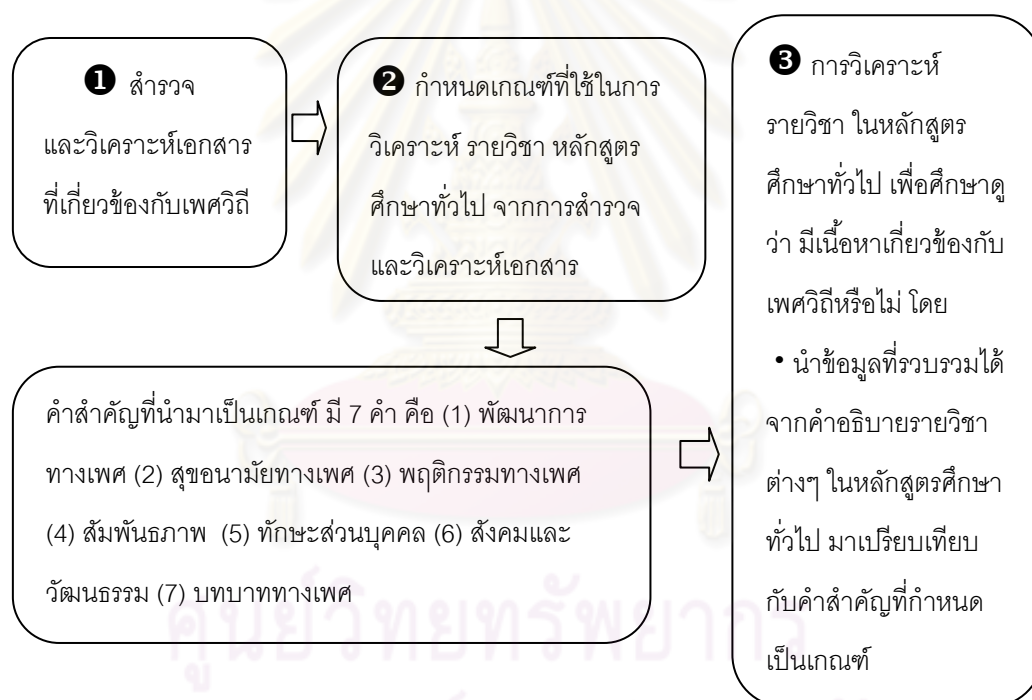 ❶ สำรวจ
และวิเคราะห์เอกสาร
ที่เกี่ยวข้องกับเพศวิถี
❷ กำหนดเกณฑ์ที่ใช้ในการ
วิเคราะห์ รายวิชา หลักสูตร
ศึกษาทั่วไป จากการสำรวจ
และวิเคราะห์เอกสาร
คำสำคัญที่นำมาเป็นเกณฑ์ มี 7 คำ คือ (1) พัฒนาการ
ทางเพศ (2) สุขอนามัยทางเพศ (3) พฤติกรรมทางเพศ
(4) สัมพันธภาพ (5) ทักษะส่วนบุคคล (6) สังคมและ
วัฒนธรรม (7) บทบาททางเพศ
❸ การวิเคราะห์
รายวิชา ในหลักสูตร
ศึกษาทั่วไป เพื่อศึกษาดู
ว่า มีเนื้อหาเกี่ยวข้องกับ
เพศวิถีหรือไม่ โดย
• นำข้อมูลที่รวบรวมได้
จากคำอธิบายรายวิชา
ต่างๆ ในหลักสูตรศึกษา
ทั่วไป มาเปรียบเทียบ
กับคำสำคัญที่กำหนด
เป็นเกณฑ์
ศูนย์วิทยทรัพยากร